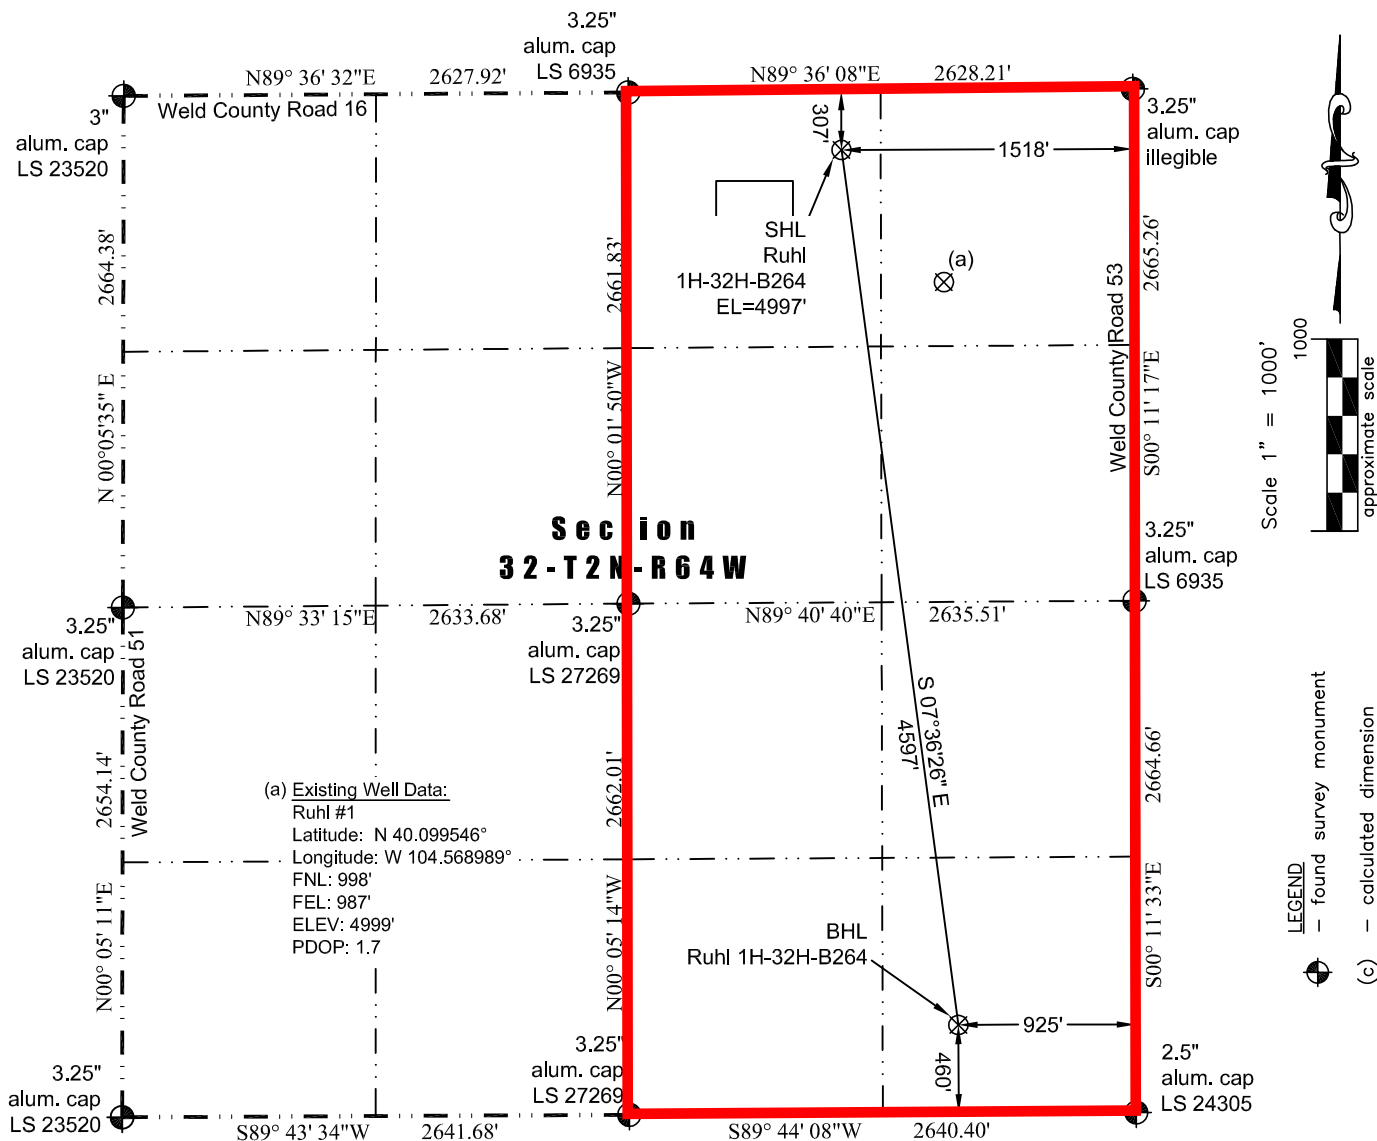 3.25"
alum. cap
LS 6935
N89° 36' 32"E 2627.92'
N89° 36' 08"E 2628.21'
Weld County Road 16
3"
alum. cap
LS 23520
3.25"
alum. cap
illegible
307'
1518'
SHL
Ruhl
1H-32H-B264
EL=4997'
(a)
2664.38'
2661.83'
2665.26'
Weld County Road 53
N 00°05'35" E
N00° 01' 50"W
S00° 11' 17"E
Scale 1" = 1000'
1000
approximate scale
Section
32-T2N-R64W
3.25"
alum. cap
LS 6935
N89° 33' 15"E 2633.68'
N89° 40' 40"E 2635.51'
3.25"
alum. cap
LS 23520
3.25"
alum. cap
LS 27269
Weld County Road 51
S 07°36'26" E
4597'
2654.14'
2662.01'
2664.66'
(a) Existing Well Data:
Ruhl #1
Latitude: N 40.099546°
Longitude: W 104.568989°
FNL: 998'
FEL: 987'
ELEV: 4999'
PDOP: 1.7
N00° 05' 11"E
N00° 05' 14"W
S00° 11' 33"E
BHL
Ruhl 1H-32H-B264
925'
460'
LEGEND
– found survey monument
(c) – calculated dimension
3.25"
alum. cap
LS 23520
3.25"
alum. cap
LS 27269
2.5"
alum. cap
LS 24305
S89° 43' 34"W 2641.68'
S89° 44' 08"W 2640.40'